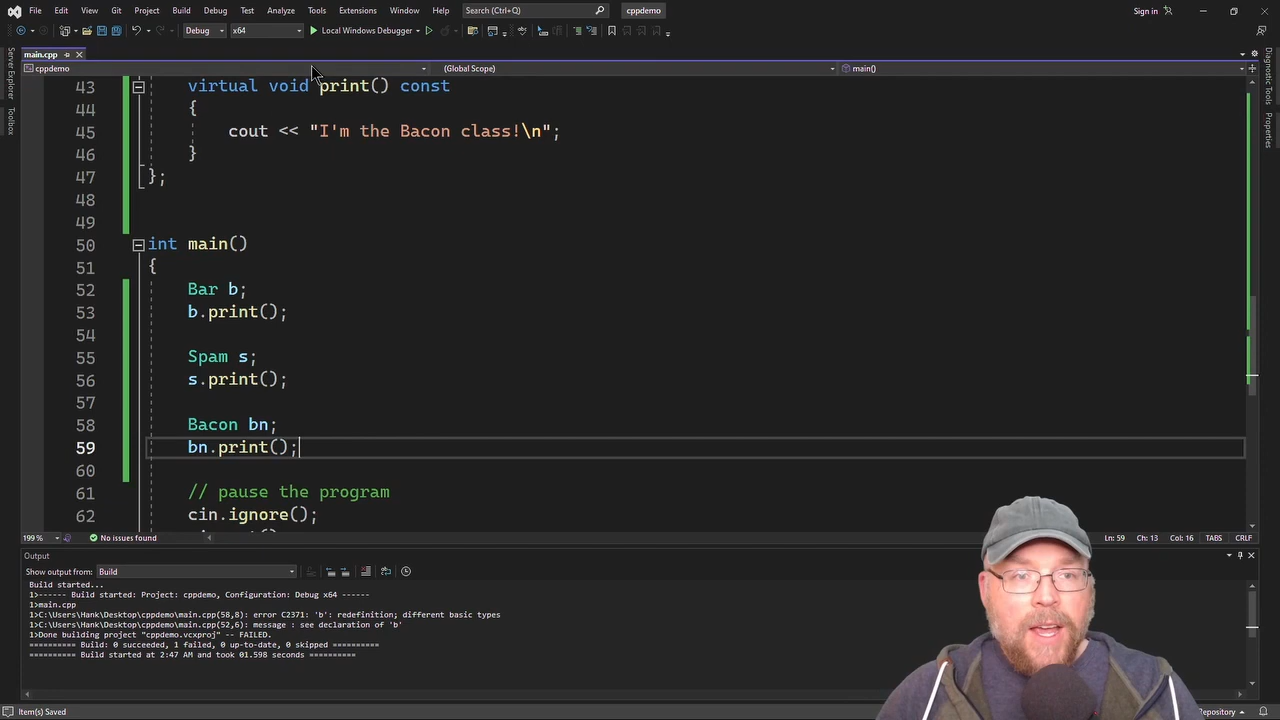 File Edit View Git Project Build Debug Test Analyze Tools Extensions Window Help Search (Ctrl+Q) cppdemo Sign in
Debug x64 Local Windows Debugger
main.cpp
cppdemo (Global Scope) main()
Server Explorer
Toolbox
Diagnostic Tools
Properties
43 virtual void print() const
44 {
45 cout << "I'm the Bacon class!\n";
46 }
47 };
48
49
50 int main()
51 {
52 Bar b;
53 b.print();
54
55 Spam s;
56 s.print();
57
58 Bacon bn;
59 bn.print();
60
61 // pause the program
62 cin.ignore();
199 % No issues found Ln: 59 Ch: 13 Col: 16 TABS CRLF
Output
Show output from: Build
Build started...
1>------ Build started: Project: cppdemo, Configuration: Debug x64 ------
1>main.cpp
1>C:\Users\Hank\Desktop\cppdemo\main.cpp(58,8): error C2371: 'b': redefinition; different basic types
1>C:\Users\Hank\Desktop\cppdemo\main.cpp(52,6): message : see declaration of 'b'
1>Done building project "cppdemo.vcxproj" -- FAILED.
========== Build: 0 succeeded, 1 failed, 0 up-to-date, 0 skipped ==========
========== Build started at 2:47 AM and took 01.598 seconds ==========
Item(s) Saved